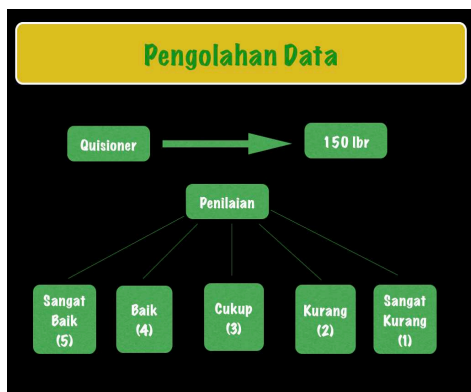 Pengolahan Data
Quisioner
150 lbr
Penilaian
Sangat
Baik
(5)
Baik
(4)
Cukup
(3)
Kurang
(2)
Sangat
Kurang
(1)